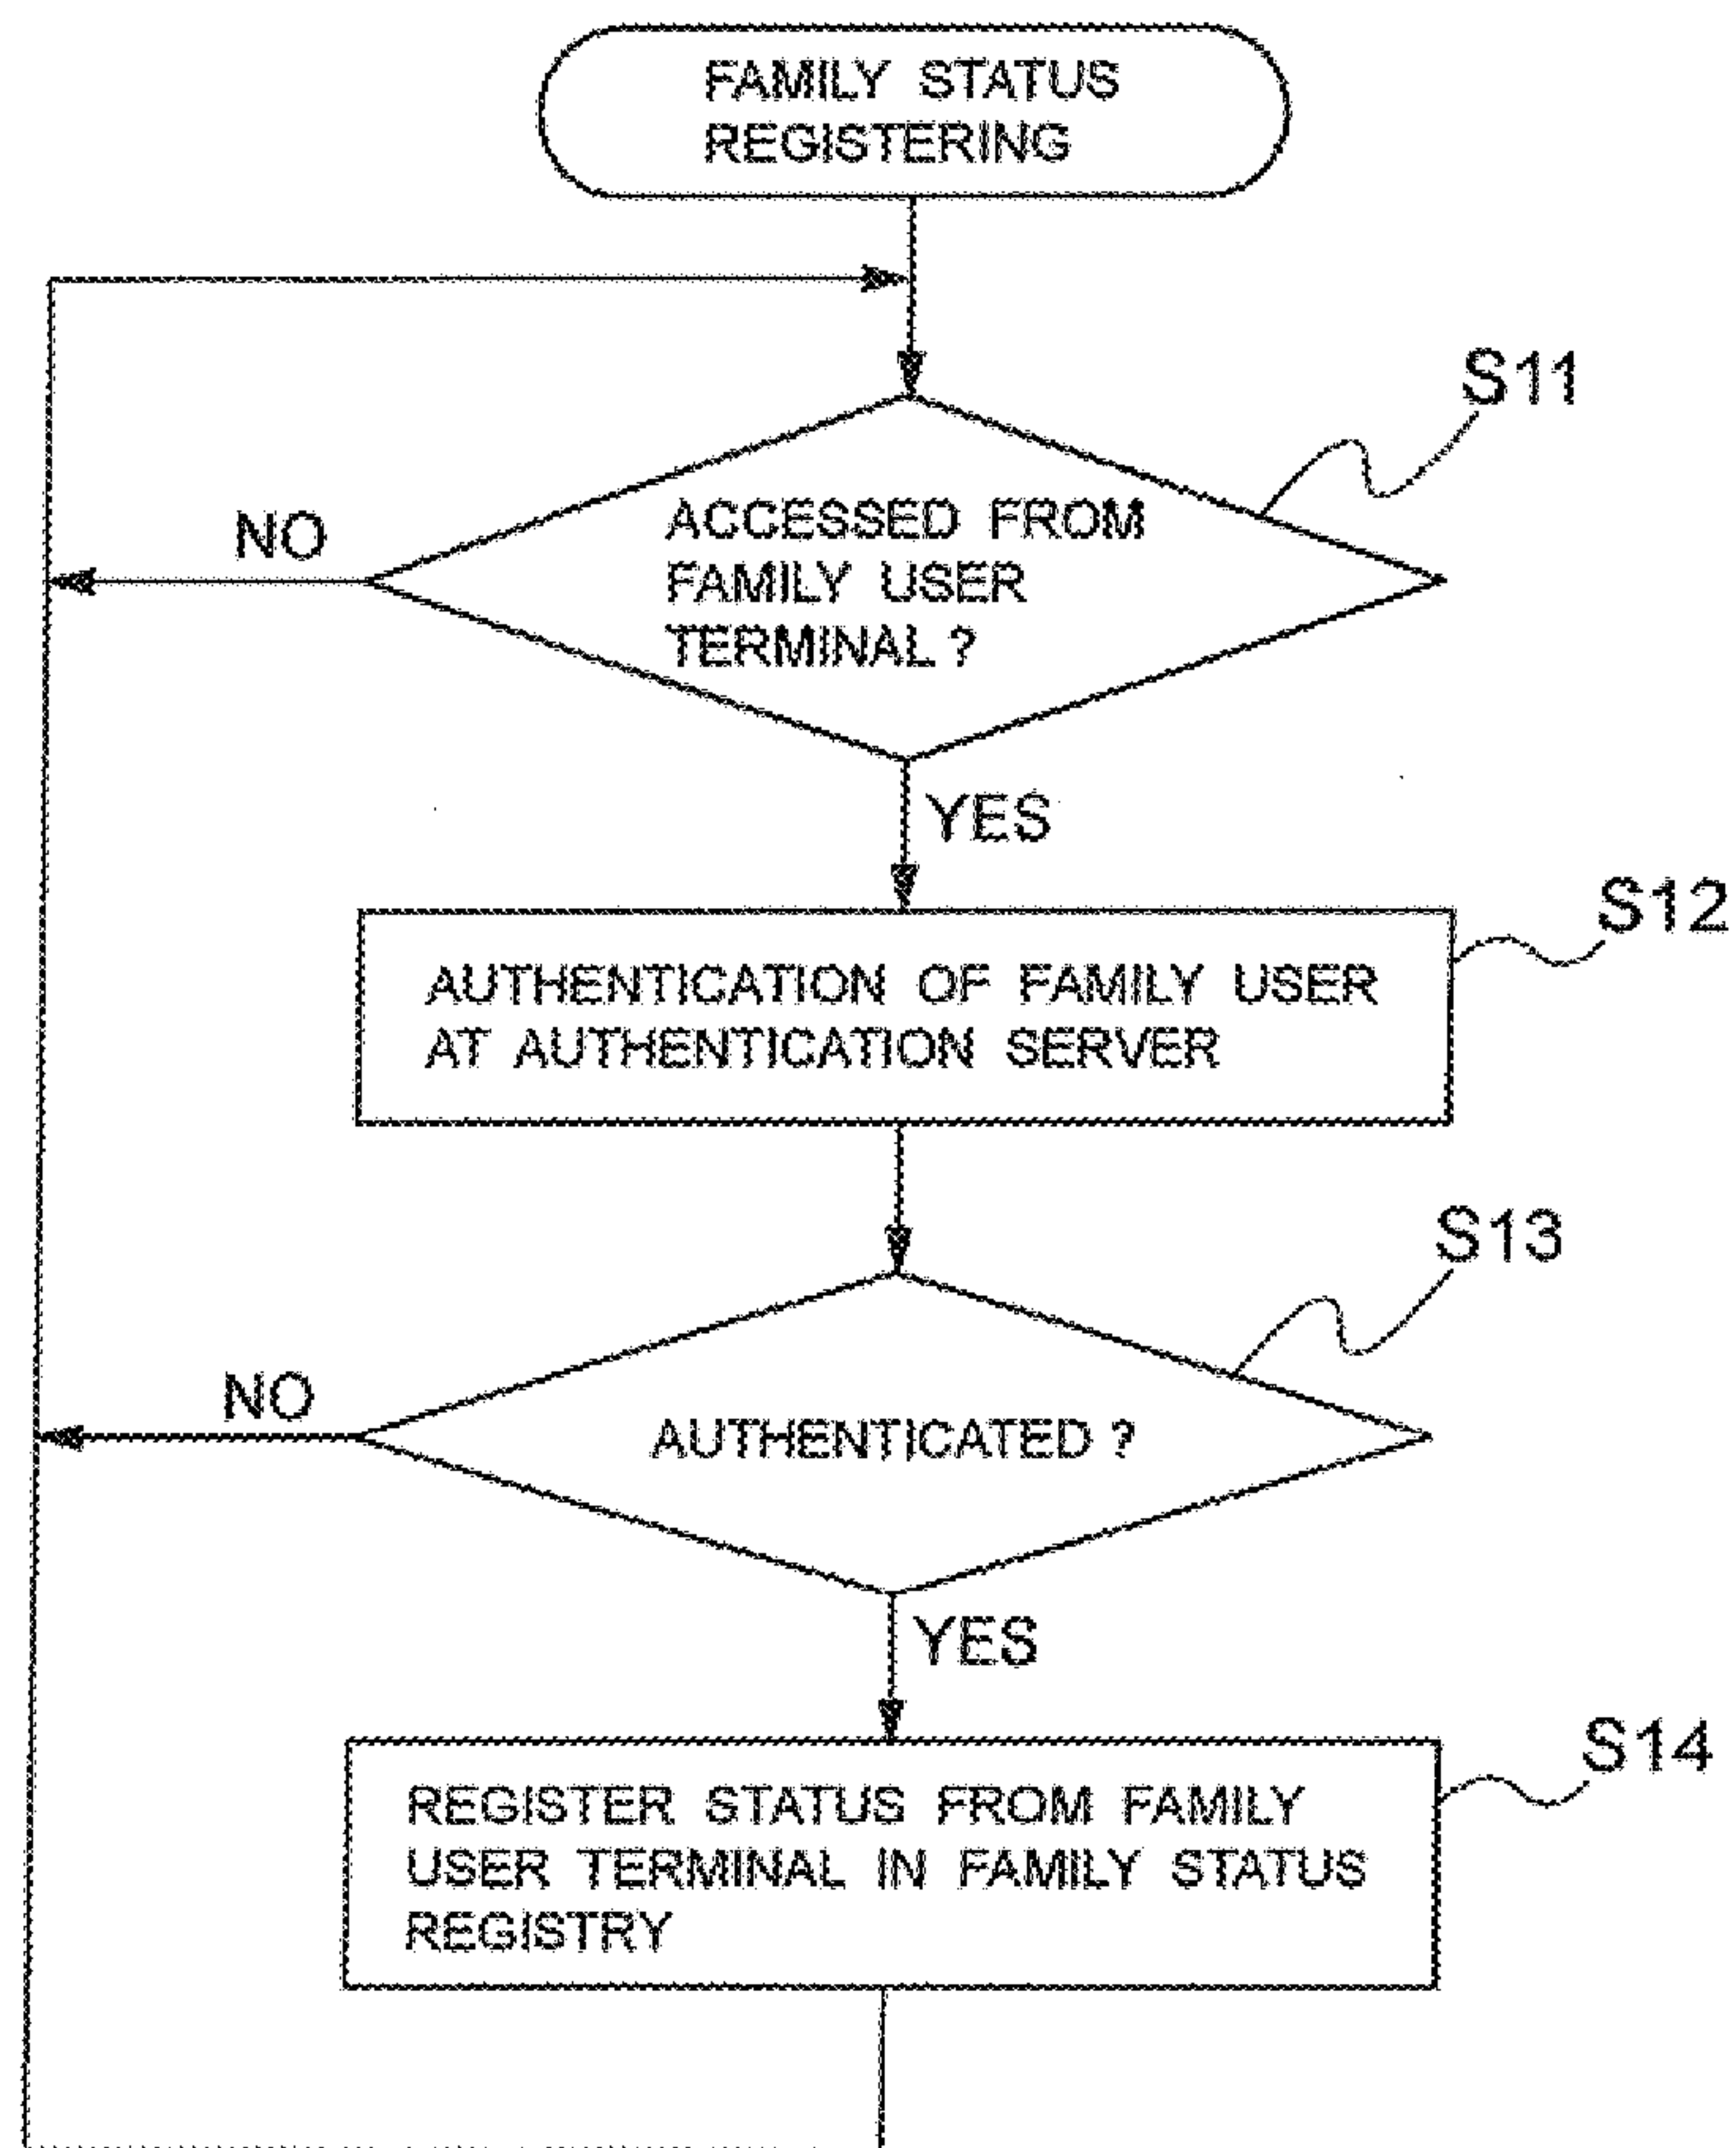 FAMILY STATUS
REGISTERING
S11
NO
ACCESSED FROM
FAMILY USER
TERMINAL ?
YES
S12
AUTHENTICATION OF FAMILY USER
AT AUTHENTICATION SERVER
S13
NO
AUTHENTICATED ?
YES
S14
REGISTER STATUS FROM FAMILY
USER TERMINAL IN FAMILY STATUS
REGISTRY